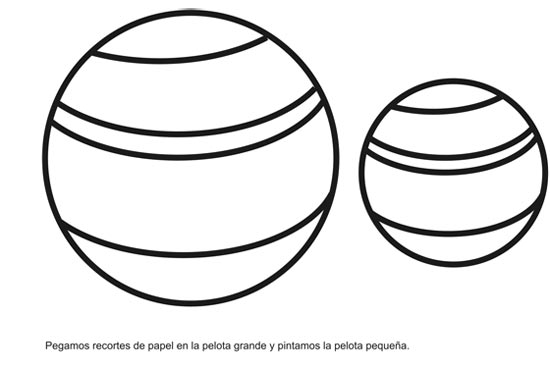 Pegamos recortes de papel en la pelota grande y pintamos la pelota pequeña.